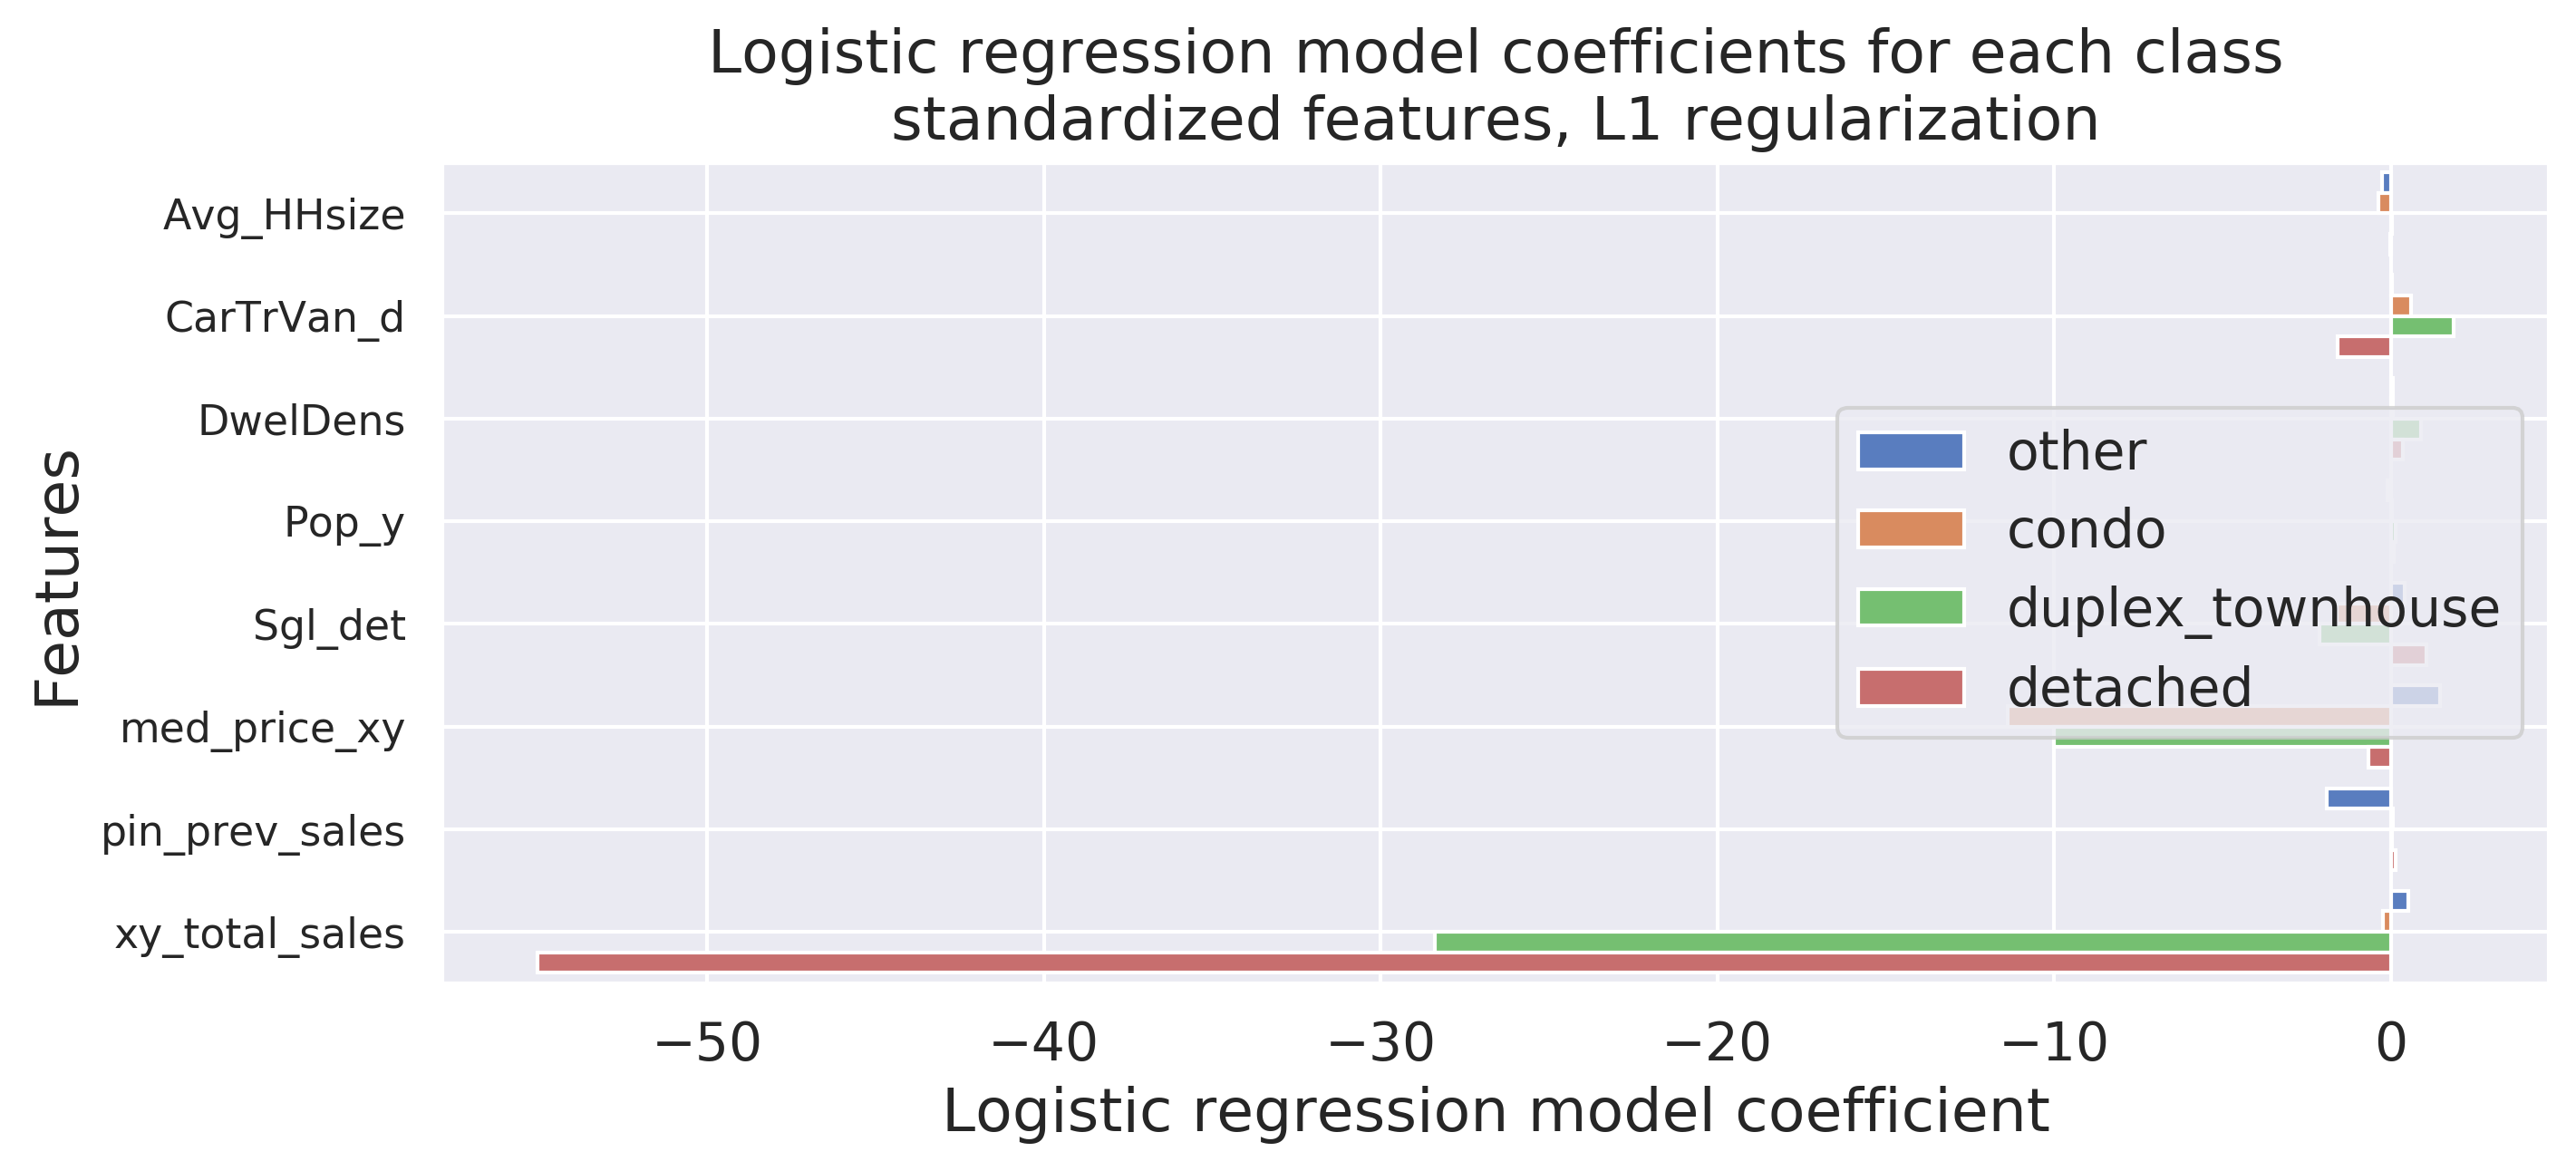 Logistic regression model coefficients for each class
standardized features, L1 regularization
Features
Avg_HHsize
CarTrVan_d
DwelDens
Pop_y
Sgl_det
med_price_xy
pin_prev_sales
xy_total_sales
other
condo
duplex_townhouse
detached
−50 −40 −30 −20 −10 0
Logistic regression model coefficient